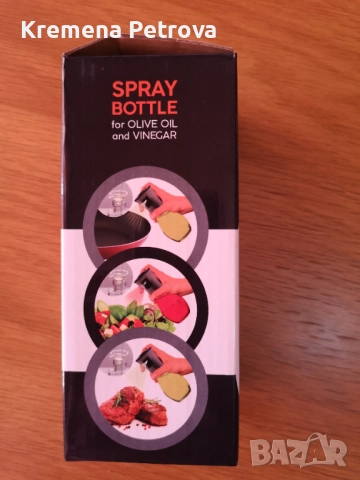 Kremena Petrova
SPRAY
BOTTLE
for OLIVE OIL
and VINEGAR
BAZAR